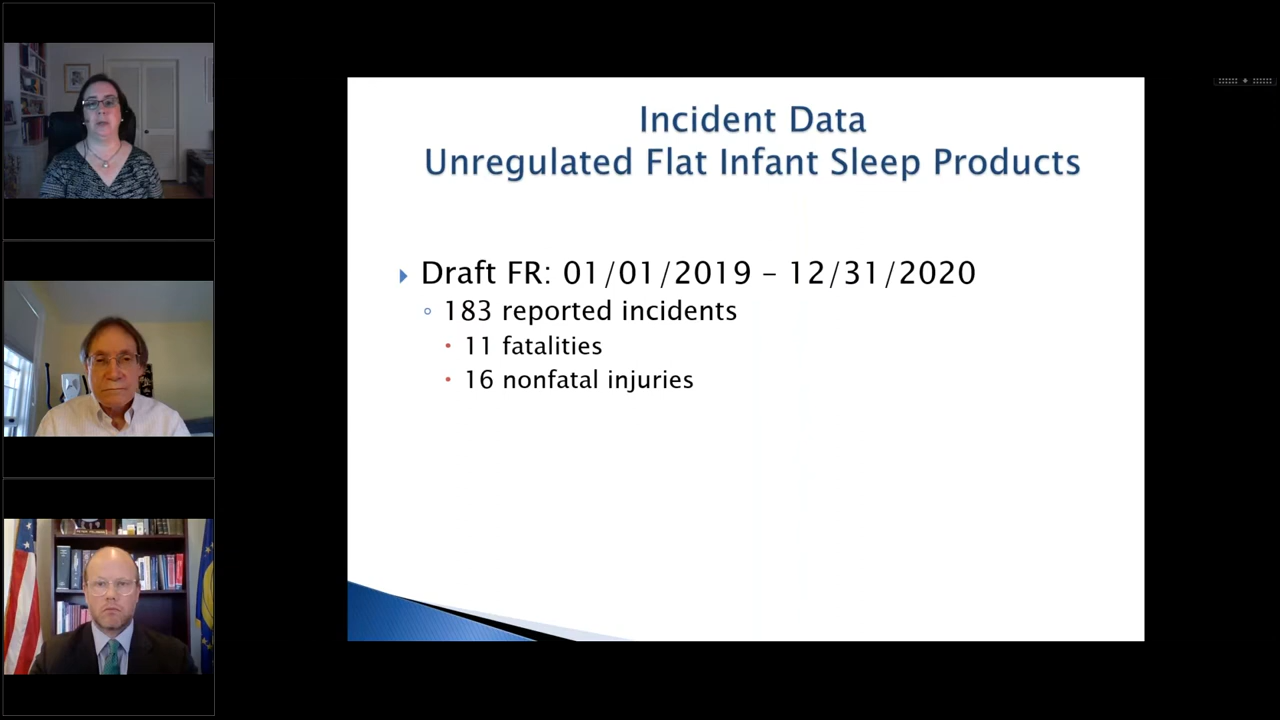 Incident Data
Unregulated Flat Infant Sleep Products
Draft FR: 01/01/2019 – 12/31/2020
183 reported incidents
11 fatalities
16 nonfatal injuries